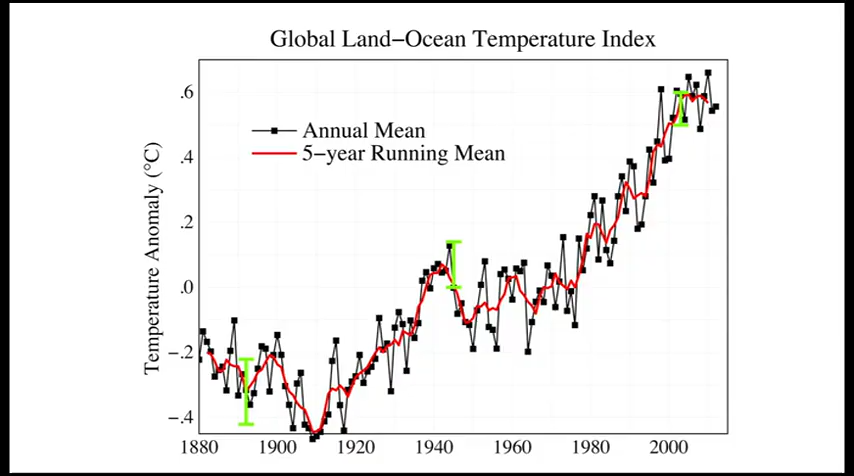 Global Land−Ocean Temperature Index
.6
.4
.2
.0
−.2
−.4
Temperature Anomaly (°C)
Annual Mean
5−year Running Mean
1880 1900 1920 1940 1960 1980 2000